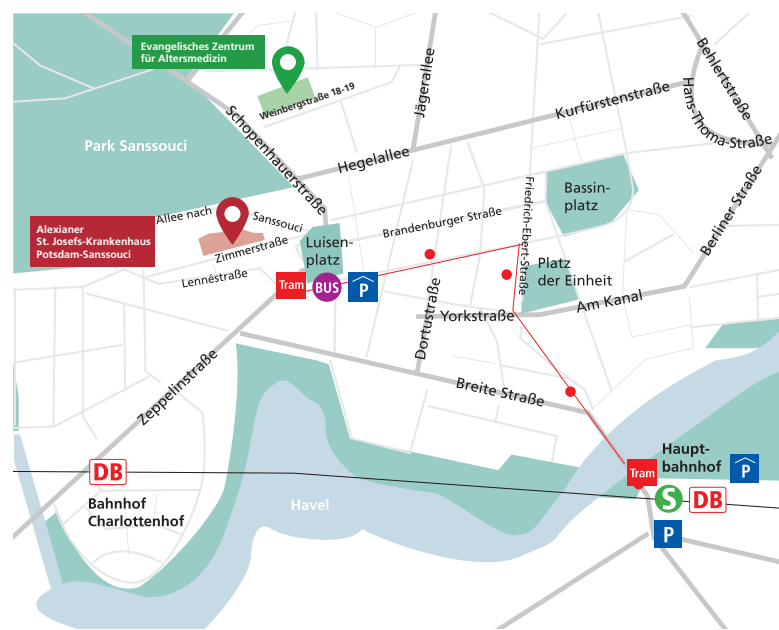 Evangelisches Zentrum
für Altersmedizin
Weinbergstraße 18-19
Jägerallee
Behlertstraße
Hans-Thoma-Straße
Kurfürstenstraße
Schopenhauerstraße
Park Sanssouci
Hegelallee
Friedrich-Ebert-Straße
Bassin-
platz
Berliner Straße
Alexianer
St. Josefs-Krankenhaus
Potsdam-Sanssouci
Allee nach Sanssouci
Zimmerstraße
Brandenburger Straße
Luisen-
platz
Lennéstraße
Platz
der Einheit
Tram
BUS
P
Am Kanal
Yorkstraße
Dortustraße
Zeppelinstraße
Breite Straße
Haupt-
bahnhof
Tram
P
DB
S
DB
Bahnhof
Charlottenhof
Havel
P